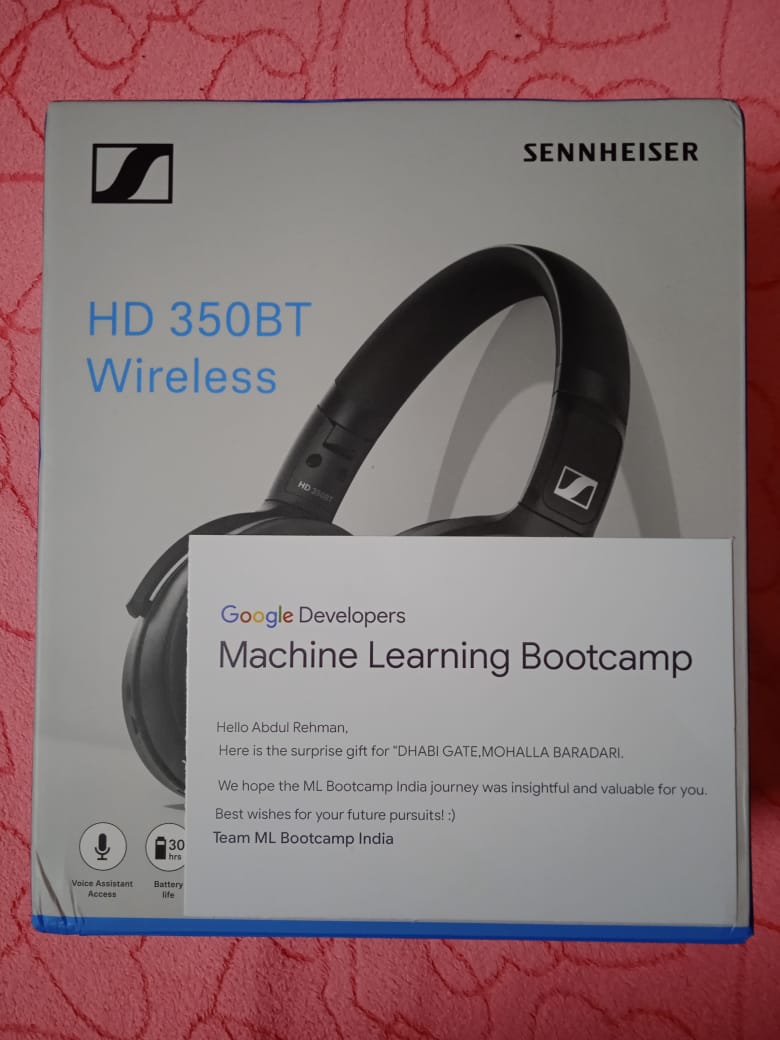 SENNHEISER
HD 350BT
Wireless
HD 350BT
Google Developers
Machine Learning Bootcamp
Hello Abdul Rehman,
Here is the surprise gift for "DHABI GATE,MOHALLA BARADARI.
We hope the ML Bootcamp India journey was insightful and valuable for you.
Best wishes for your future pursuits! :)
Team ML Bootcamp India
30
hrs
Voice Assistant
Access
Battery
life